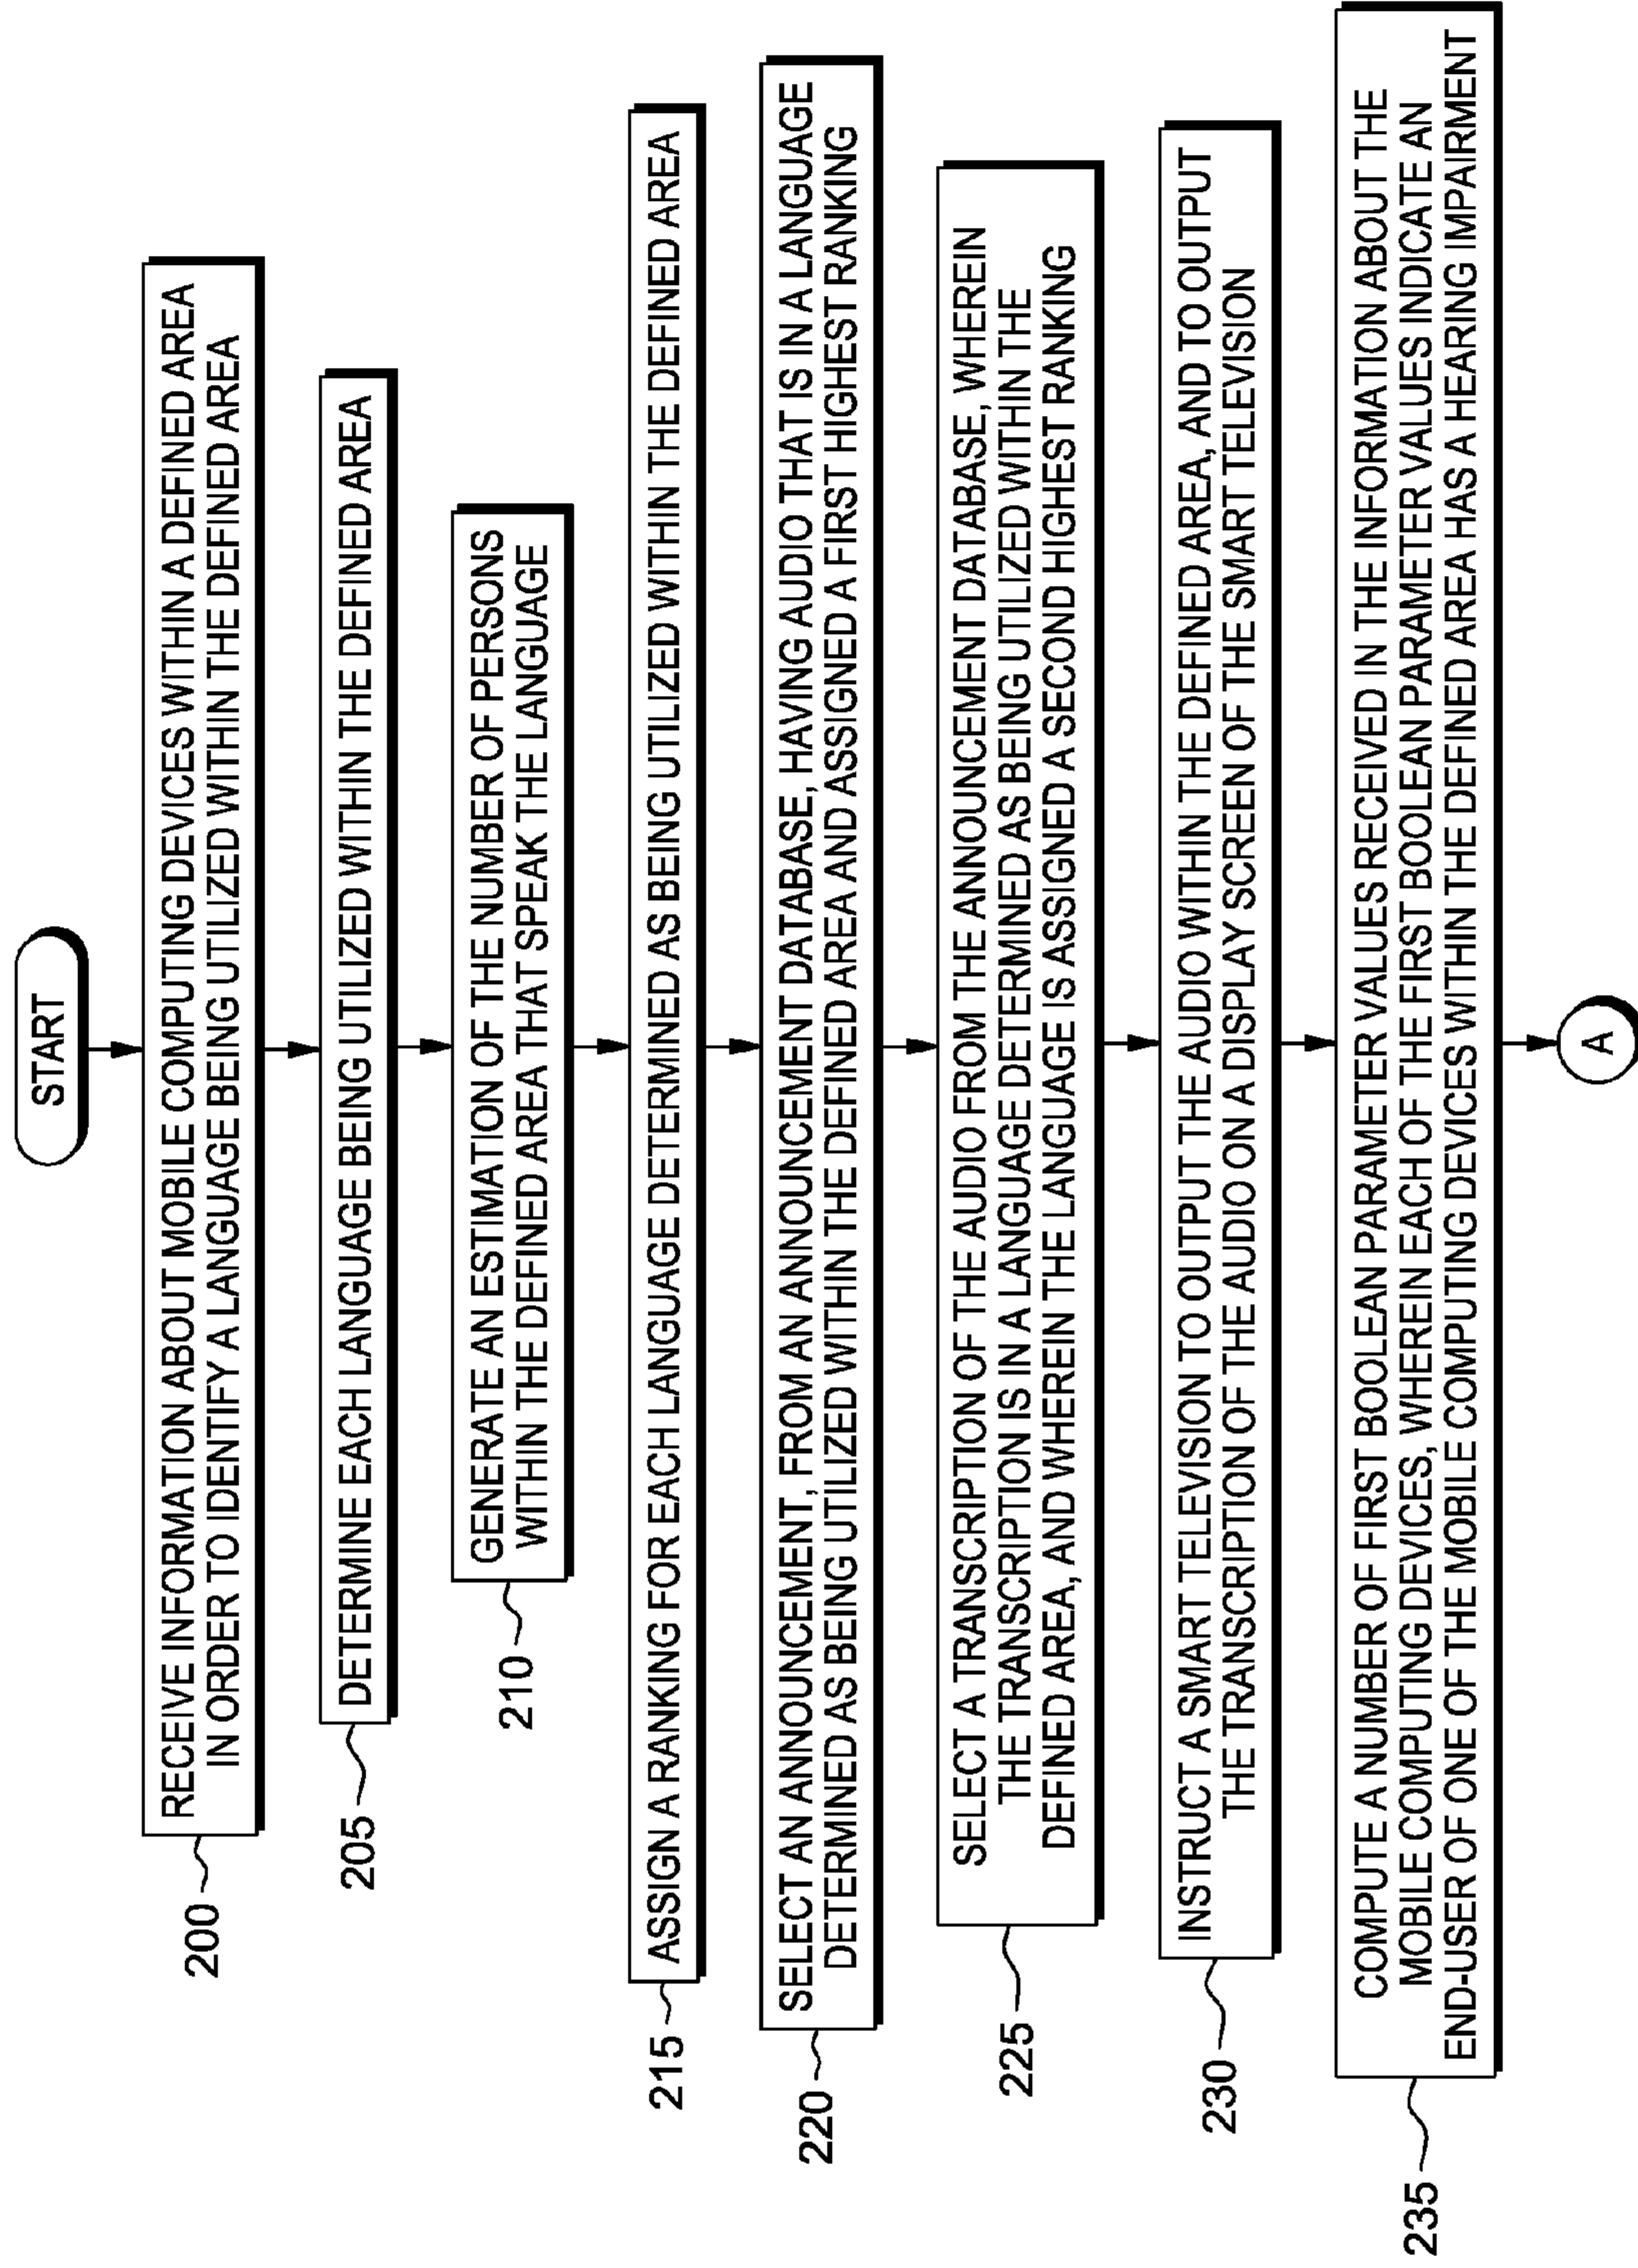 START
RECEIVE INFORMATION ABOUT MOBILE COMPUTING DEVICES WITHIN A DEFINED AREA
IN ORDER TO IDENTIFY A LANGUAGE BEING UTILIZED WITHIN THE DEFINED AREA
200
DETERMINE EACH LANGUAGE BEING UTILIZED WITHIN THE DEFINED AREA
205
GENERATE AN ESTIMATION OF THE NUMBER OF PERSONS
WITHIN THE DEFINED AREA THAT SPEAK THE LANGUAGE
210
ASSIGN A RANKING FOR EACH LANGUAGE DETERMINED AS BEING UTILIZED WITHIN THE DEFINED AREA
215
SELECT AN ANNOUNCEMENT, FROM AN ANNOUNCEMENT DATABASE, HAVING AUDIO THAT IS IN A LANGUAGE
DETERMINED AS BEING UTILIZED WITHIN THE DEFINED AREA AND ASSIGNED A FIRST HIGHEST RANKING
220
SELECT A TRANSCRIPTION OF THE AUDIO FROM THE ANNOUNCEMENT DATABASE, WHEREIN
THE TRANSCRIPTION IS IN A LANGUAGE DETERMINED AS BEING UTILIZED WITHIN THE
DEFINED AREA, AND WHEREIN THE LANGUAGE IS ASSIGNED A SECOND HIGHEST RANKING
225
INSTRUCT A SMART TELEVISION TO OUTPUT THE AUDIO WITHIN THE DEFINED AREA, AND TO OUTPUT
THE TRANSCRIPTION OF THE AUDIO ON A DISPLAY SCREEN OF THE SMART TELEVISION
230
COMPUTE A NUMBER OF FIRST BOOLEAN PARAMETER VALUES RECEIVED IN THE INFORMATION ABOUT THE
MOBILE COMPUTING DEVICES, WHEREIN EACH OF THE FIRST BOOLEAN PARAMETER VALUES INDICATE AN
END-USER OF ONE OF THE MOBILE COMPUTING DEVICES WITHIN THE DEFINED AREA HAS A HEARING IMPAIRMENT
235
A